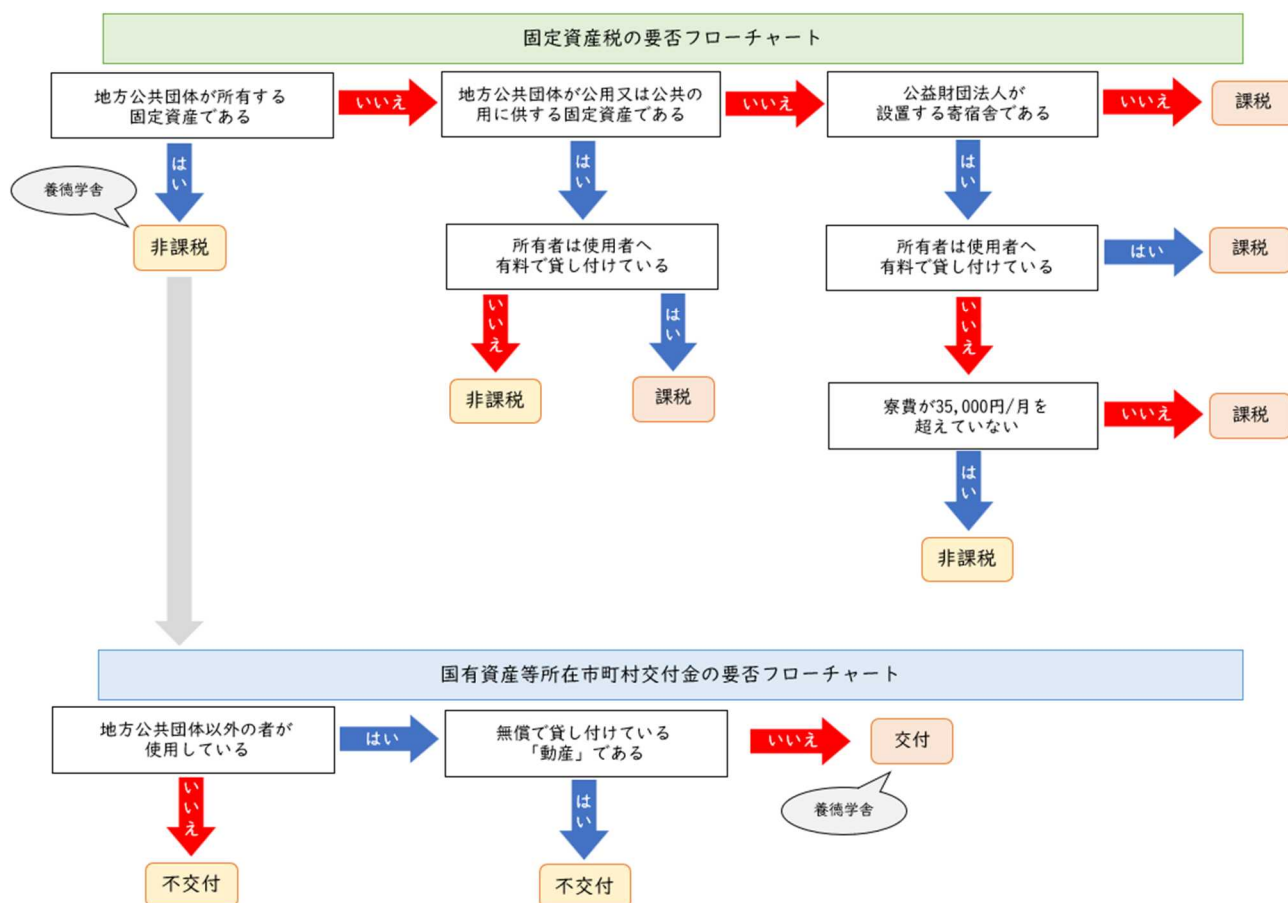 固定資産税の要否フローチャート
地方公共団体が所有する
固定資産である
いいえ
地方公共団体が公用又は公共の
用に供する固定資産である
いいえ
公益財団法人が
設置する寄宿舎である
いいえ
課税
はい
はい
はい
養徳学舎
非課税
所有者は使用者へ
有料で貸し付けている
所有者は使用者へ
有料で貸し付けている
はい
課税
いいえ
はい
いいえ
非課税
課税
寮費が35,000円/月を
超えていない
いいえ
課税
はい
非課税
国有資産等所在市町村交付金の要否フローチャート
地方公共団体以外の者が
使用している
はい
無償で貸し付けている
「動産」である
いいえ
交付
養徳学舎
いいえ
はい
不交付
不交付